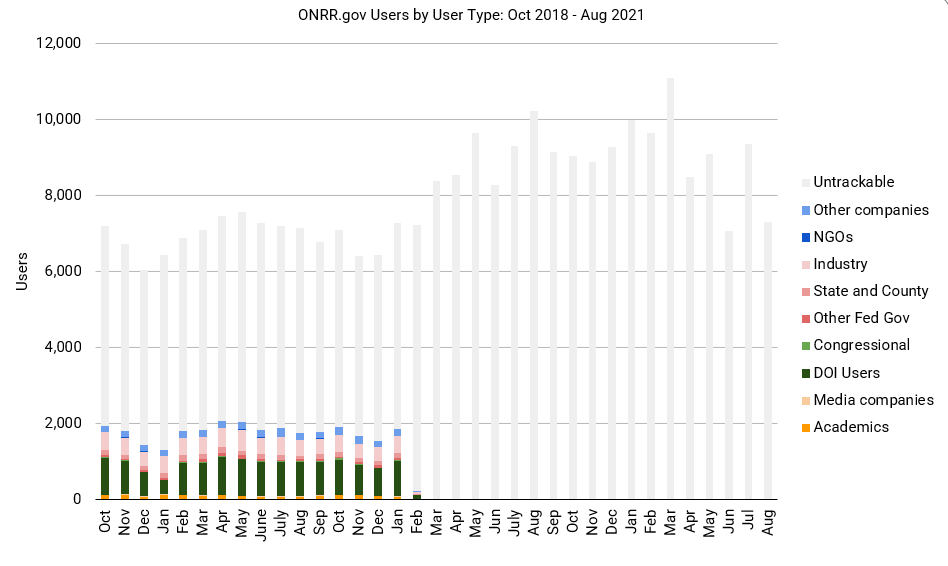 ONRR.gov Users by User Type: Oct 2018 - Aug 2021
12,000
10,000
8,000
6,000
4,000
2,000
0
Users
Oct
Nov
Dec
Jan
Feb
Mar
Apr
May
June
July
Aug
Sep
Oct
Nov
Dec
Jan
Feb
Mar
Apr
May
Jun
July
Aug
Sep
Oct
Nov
Dec
Jan
Feb
Mar
Apr
May
Jun
Jul
Aug
Untrackable
Other companies
NGOs
Industry
State and County
Other Fed Gov
Congressional
DOI Users
Media companies
Academics